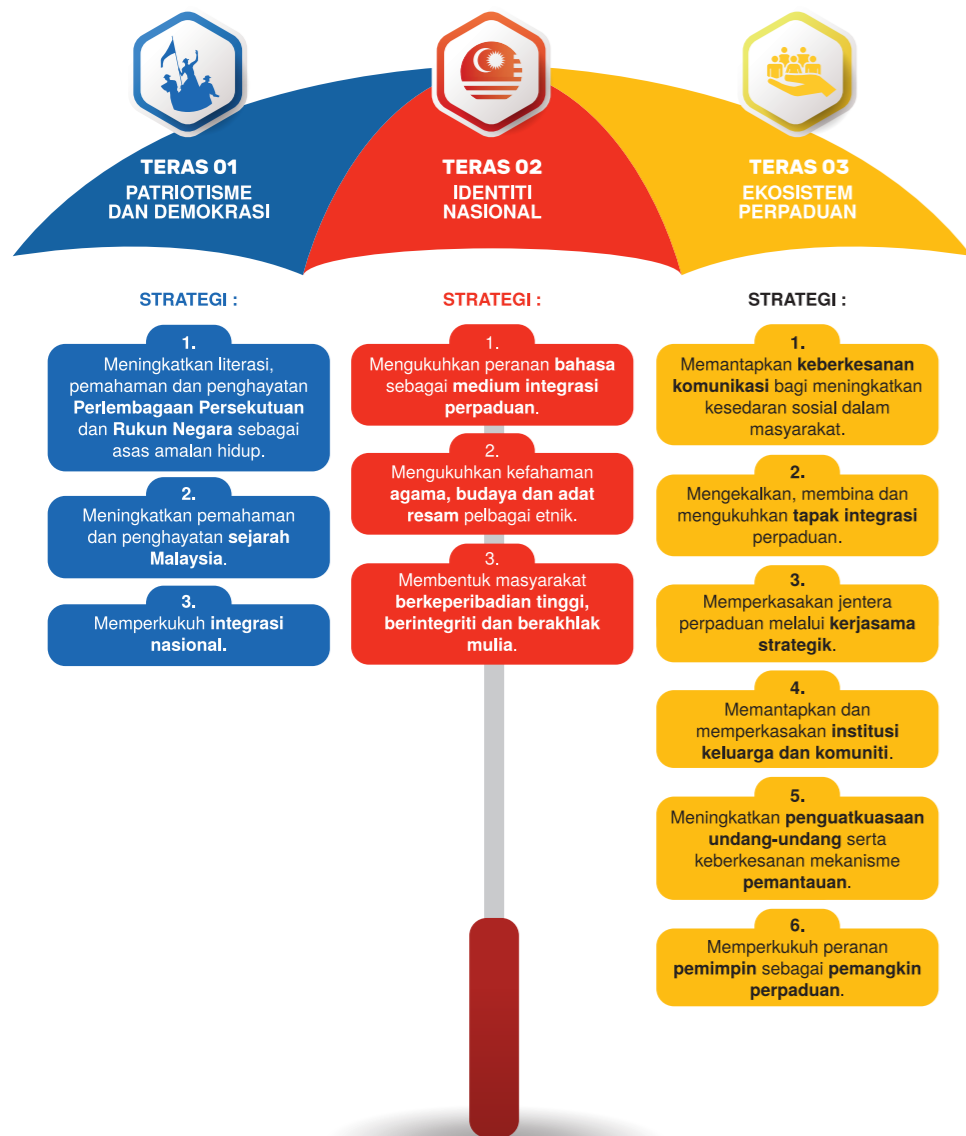 TERAS 01
PATRIOTISME
DAN DEMOKRASI
TERAS 02
IDENTITI
NASIONAL
TERAS 03
EKOSISTEM
PERPADUAN
STRATEGI :
1.
Meningkatkan literasi,
pemahaman dan penghayatan
Perlembagaan Persekutuan
dan Rukun Negara sebagai
asas amalan hidup.
2.
Meningkatkan pemahaman
dan penghayatan sejarah
Malaysia.
3.
Memperkukuh integrasi
nasional.
STRATEGI :
1.
Mengukuhkan peranan bahasa
sebagai medium integrasi
perpaduan.
2.
Mengukuhkan kefahaman
agama, budaya dan adat
resam pelbagai etnik.
3.
Membentuk masyarakat
berkeperibadian tinggi,
berintegriti dan berakhlak
mulia.
STRATEGI :
1.
Memantapkan keberkesanan
komunikasi bagi meningkatkan
kesedaran sosial dalam
masyarakat.
2.
Mengekalkan, membina dan
mengukuhkan tapak integrasi
perpaduan.
3.
Memperkasakan jentera
perpaduan melalui kerjasama
strategik.
4.
Memantapkan dan
memperkasakan institusi
keluarga dan komuniti.
5.
Meningkatkan penguatkuasaan
undang-undang serta
keberkesanan mekanisme
pemantauan.
6.
Memperkukuh peranan
pemimpin sebagai pemangkin
perpaduan.